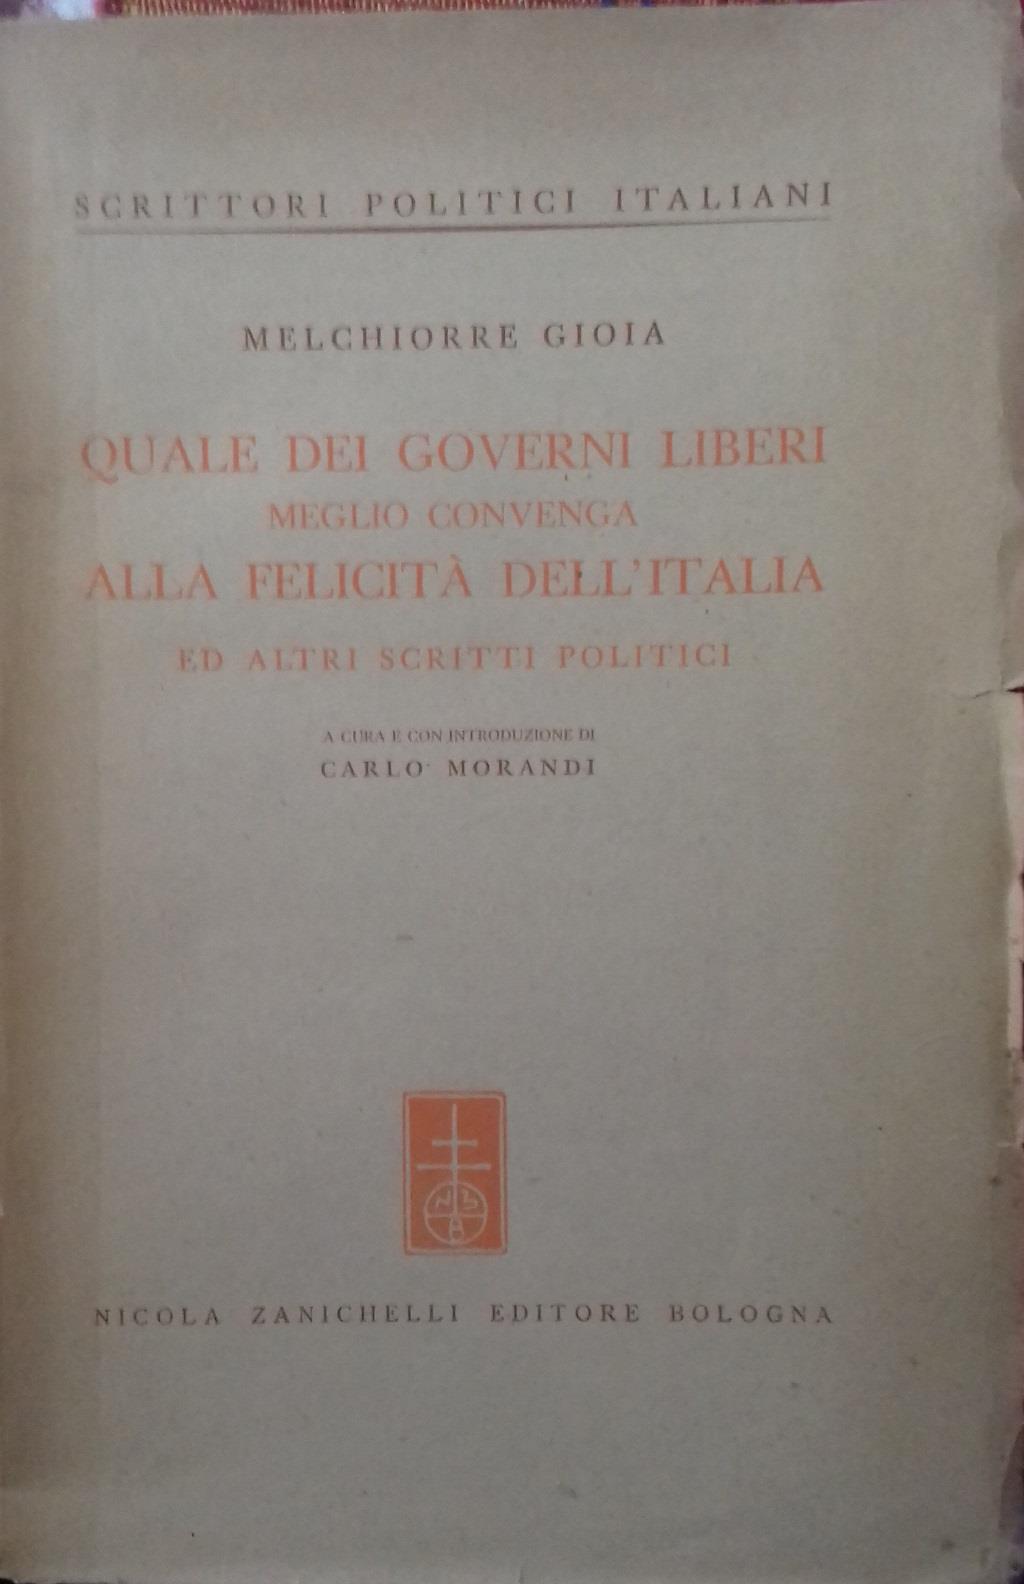 SCRITTORI POLITICI ITALIANI
MELCHIORRE GIOIA
QUALE DEI GOVERNI LIBERI
MEGLIO CONVENGA
ALLA FELICITÀ DELL'ITALIA
ED ALTRI SCRITTI POLITICI
A CURA E CON INTRODUZIONE DI
CARLO MORANDI
N Z
NICOLA ZANICHELLI EDITORE BOLOGNA